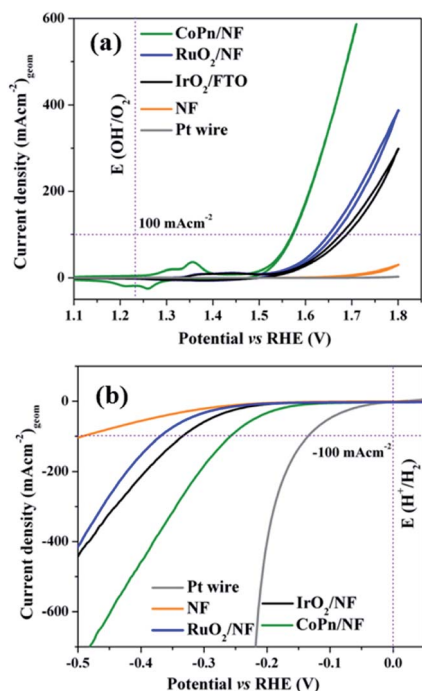 (a)
CoPn/NF
RuO₂/NF
IrO₂/FTO
NF
Pt wire
E (OH⁻/O₂)
100 mAcm⁻²
600
400
200
0
Current density (mAcm⁻²)geom
1.1 1.2 1.3 1.4 1.5 1.6 1.7 1.8
Potential vs RHE (V)
(b)
-100 mAcm⁻²
E (H⁺/H₂)
Pt wire
NF
RuO₂/NF
IrO₂/NF
CoPn/NF
0
-200
-400
-600
Current density (mAcm⁻²)geom
-0.5 -0.4 -0.3 -0.2 -0.1 0.0
Potential vs RHE (V)